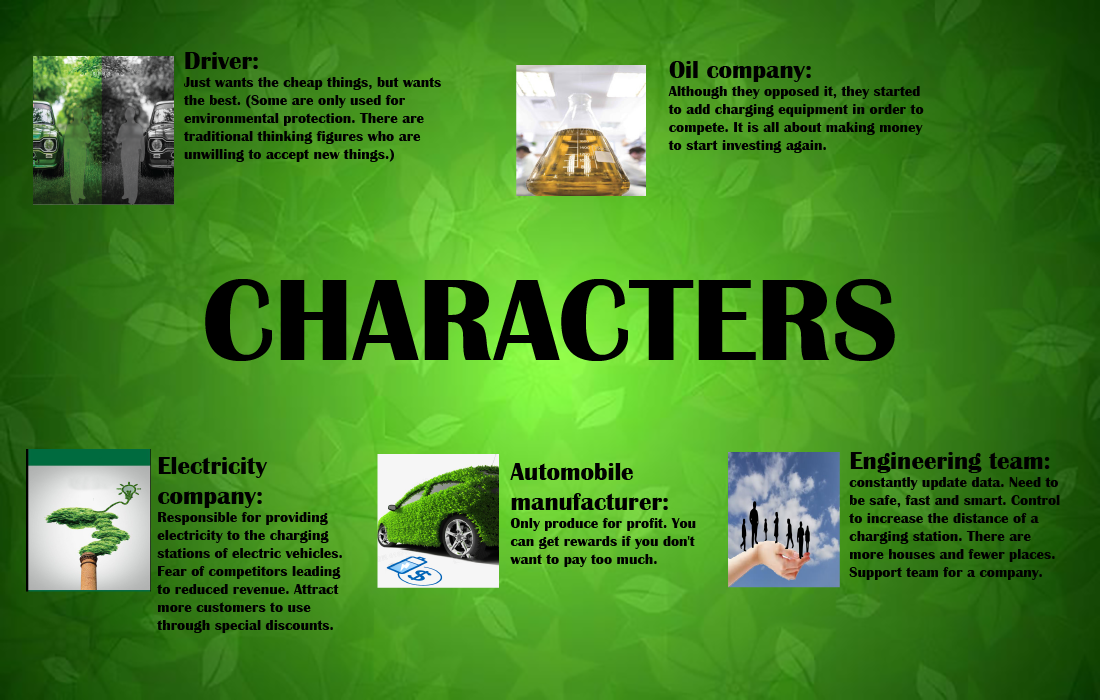 Driver:
Just wants the cheap things, but wants
the best. (Some are only used for
environmental protection. There are
traditional thinking figures who are
unwilling to accept new things.)
Oil company:
Although they opposed it, they started
to add charging equipment in order to
compete. It is all about making money
to start investing again.
CHARACTERS
Electricity
company:
Responsible for providing
electricity to the charging
stations of electric vehicles.
Fear of competitors leading
to reduced revenue. Attract
more customers to use
through special discounts.
Automobile
manufacturer:
Only produce for profit. You
can get rewards if you don't
want to pay too much.
$
Engineering team:
constantly update data. Need to
be safe, fast and smart. Control
to increase the distance of a
charging station. There are
more houses and fewer places.
Support team for a company.